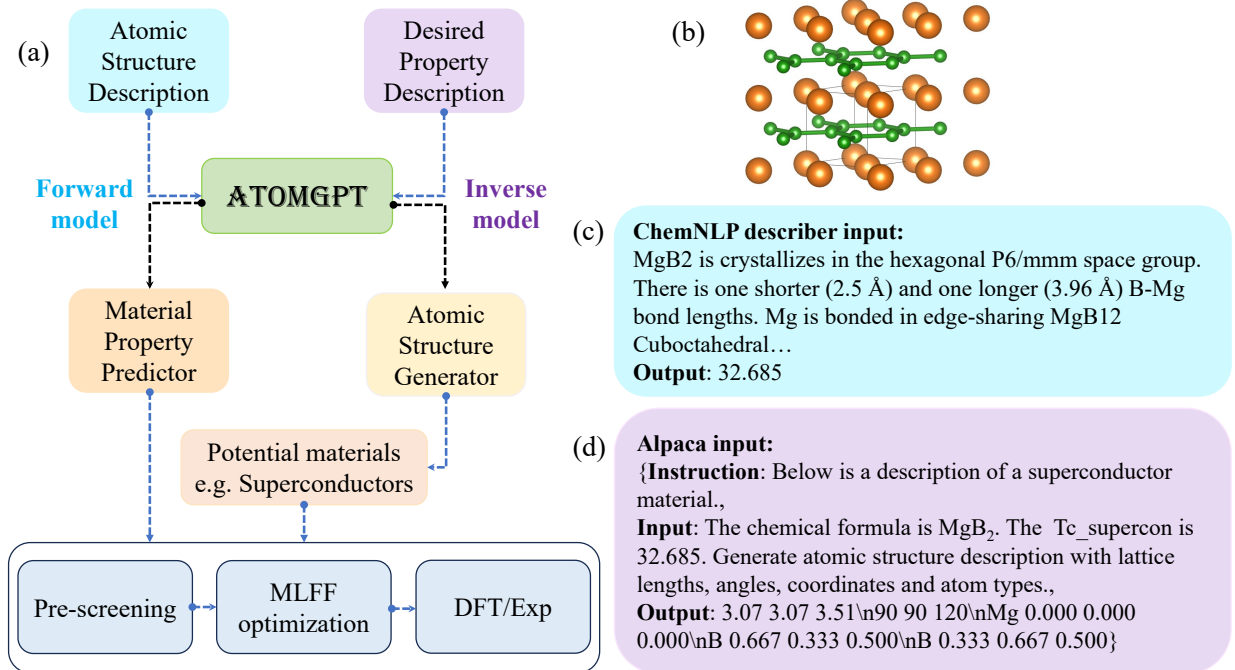 (a)
Atomic
Structure
Description
Desired
Property
Description
Forward
model
ATOMGPT
Inverse
model
Material
Property
Predictor
Atomic
Structure
Generator
Potential materials
e.g. Superconductors
Pre-screening
MLFF
optimization
DFT/Exp
(b)
(c)
ChemNLP describer input:
MgB2 is crystallizes in the hexagonal P6/mmm space group.
There is one shorter (2.5 Å) and one longer (3.96 Å) B-Mg
bond lengths. Mg is bonded in edge-sharing MgB12
Cuboctahedral…
Output: 32.685
(d)
Alpaca input:
{Instruction: Below is a description of a superconductor
material.,
Input: The chemical formula is MgB₂. The Tc_supercon is
32.685. Generate atomic structure description with lattice
lengths, angles, coordinates and atom types.,
Output: 3.07 3.07 3.51\n90 90 120\nMg 0.000 0.000
0.000\nB 0.667 0.333 0.500\nB 0.333 0.667 0.500}